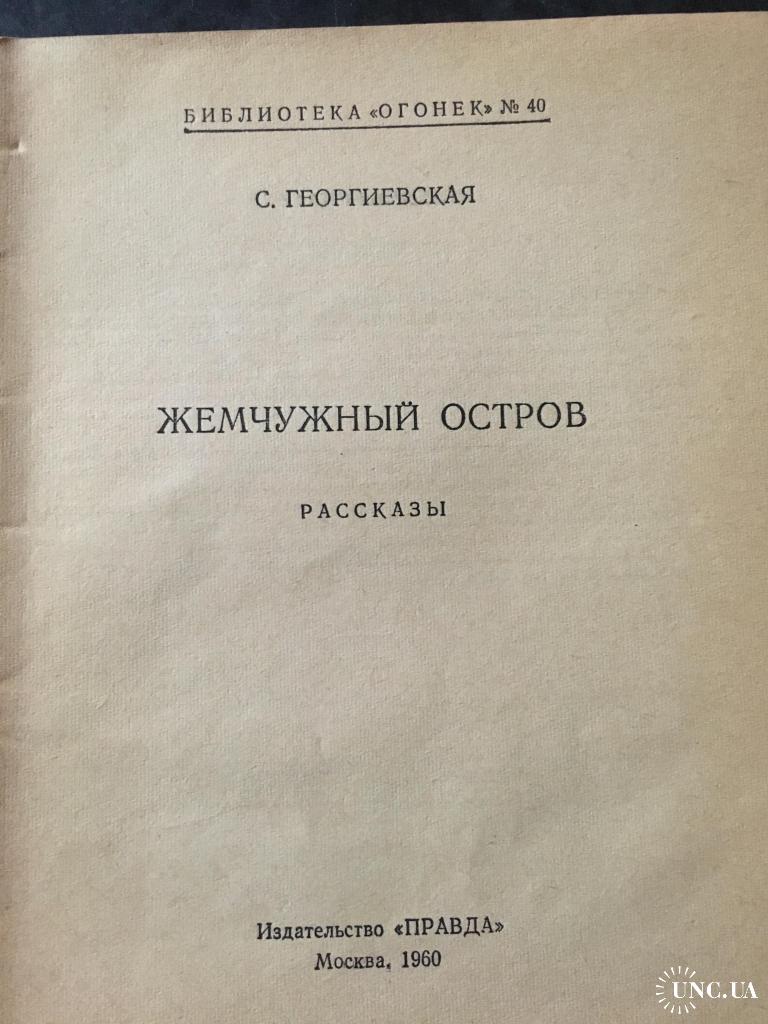 БИБЛИОТЕКА «ОГОНЕК» № 40
С. ГЕОРГИЕВСКАЯ
ЖЕМЧУЖНЫЙ ОСТРОВ
РАССКАЗЫ
Издательство «ПРАВДА»
Москва, 1960
UNC.UA